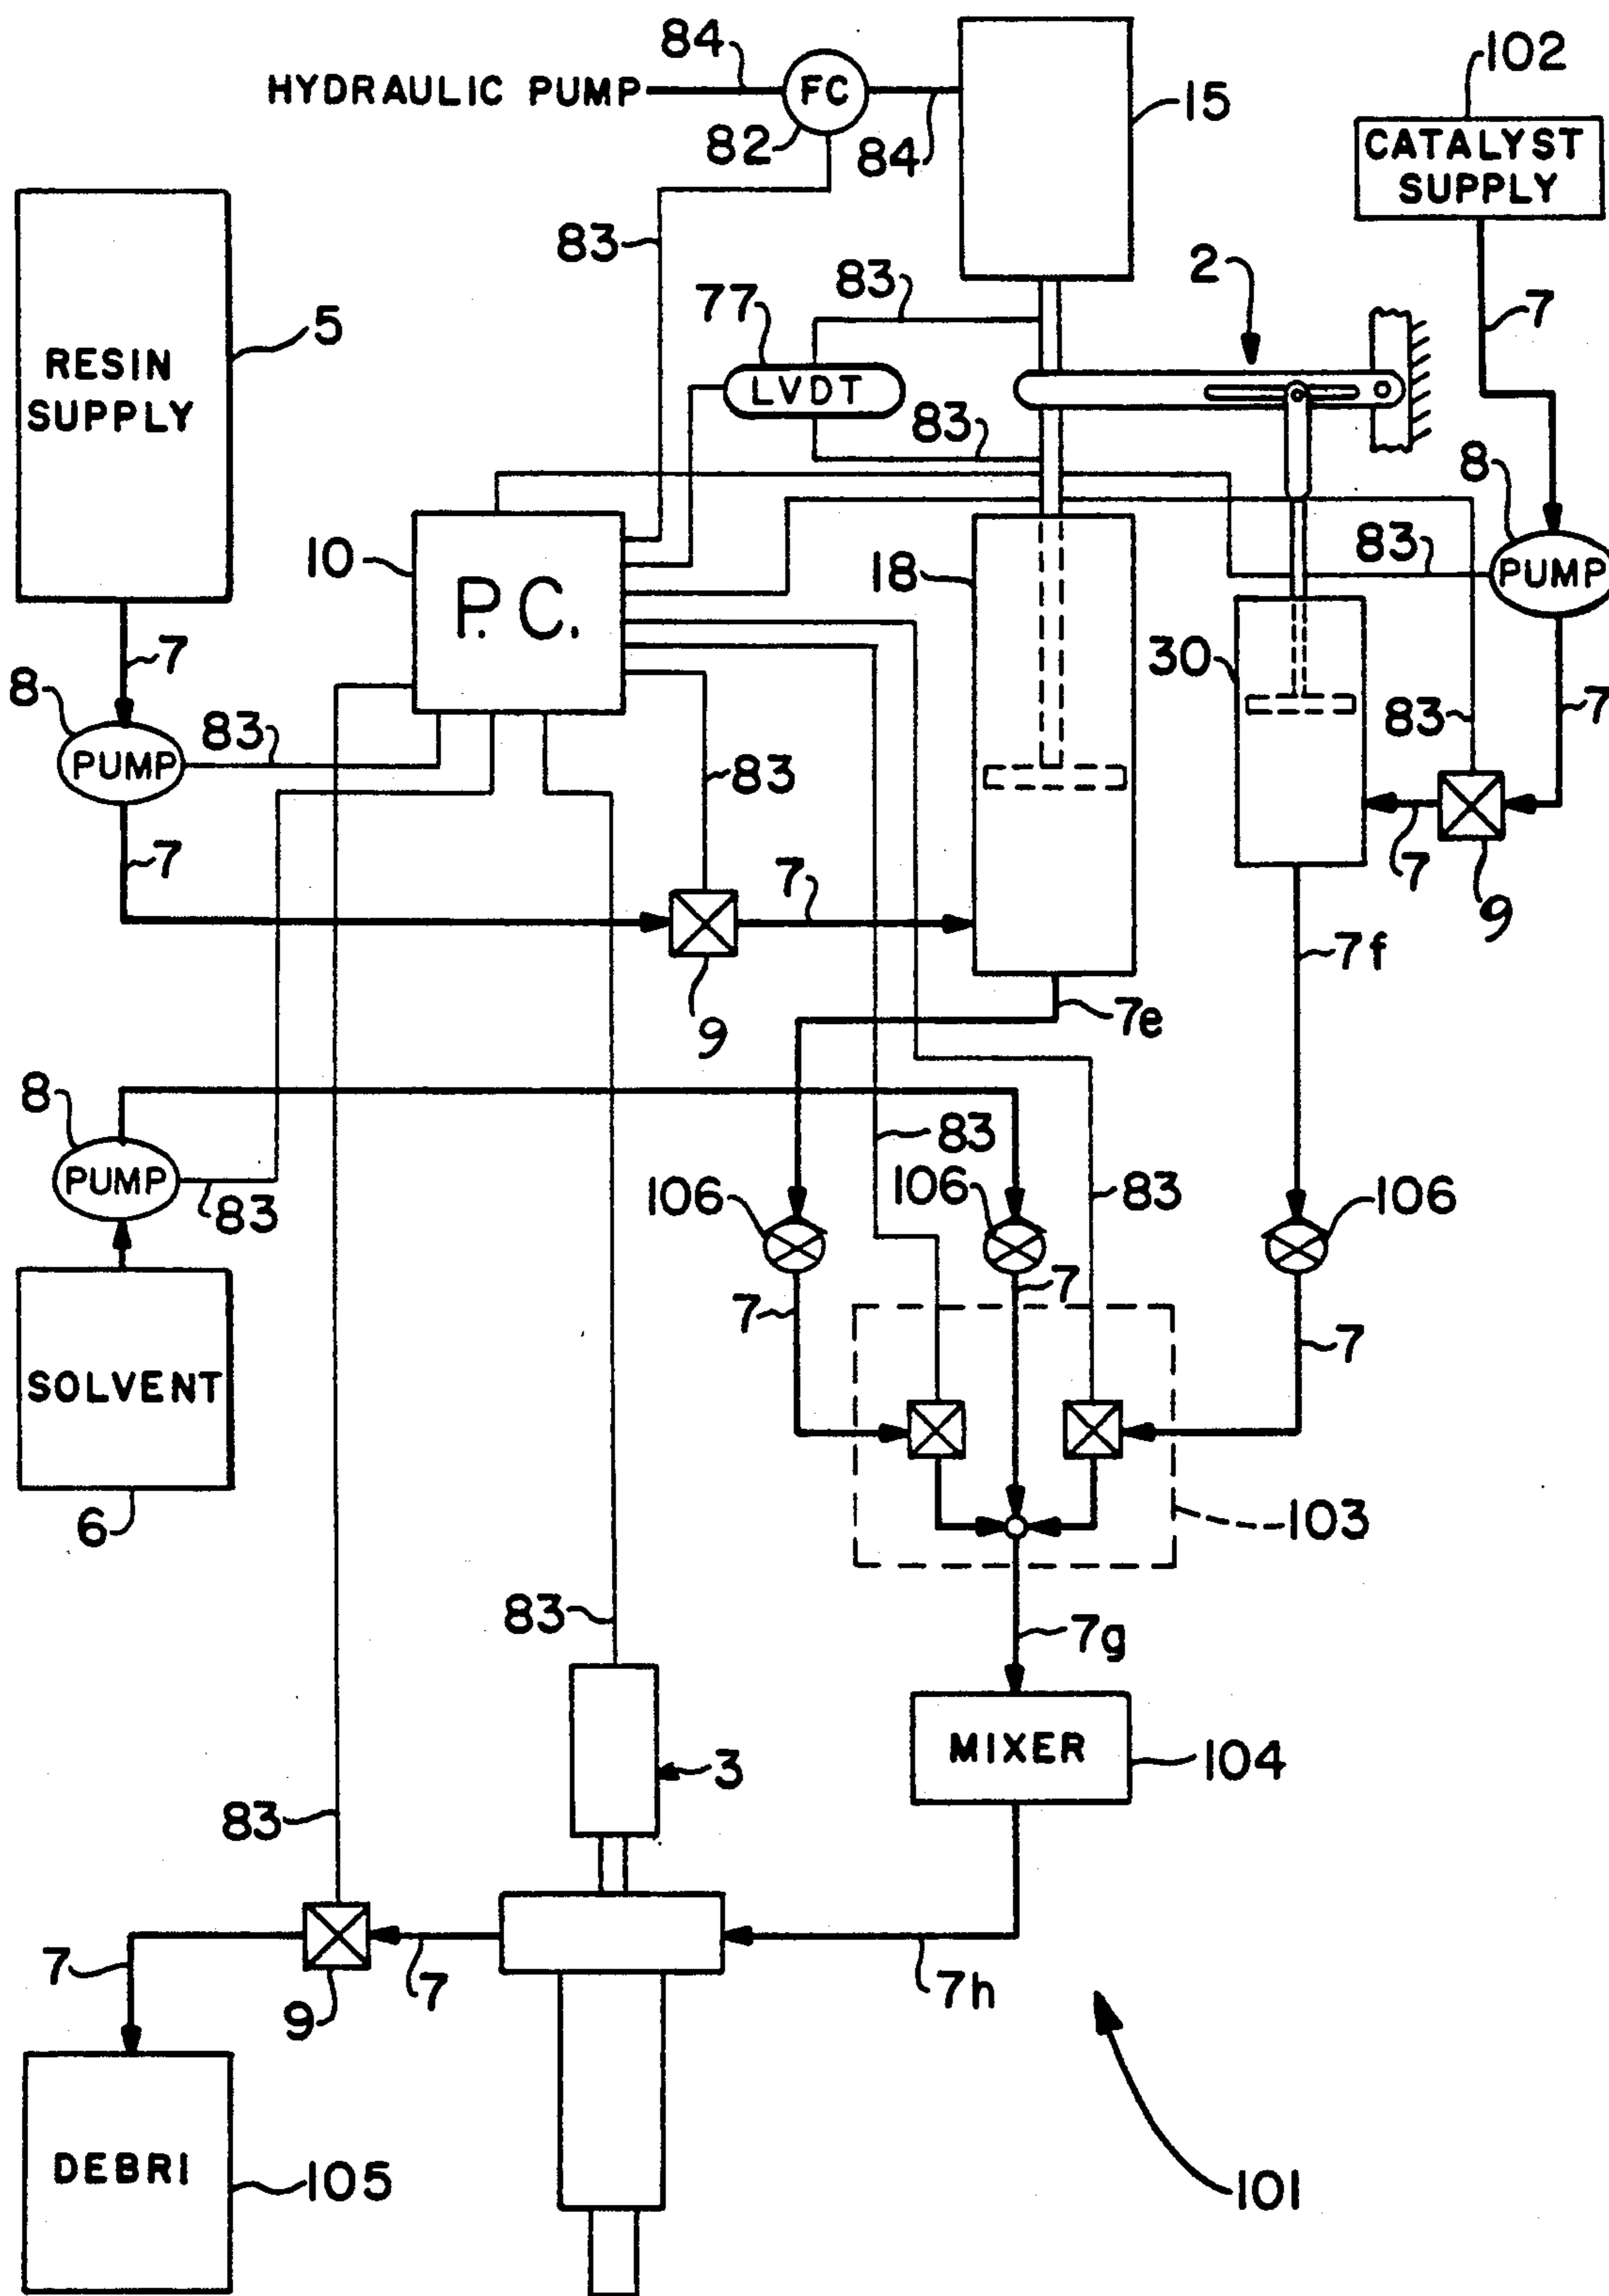 84
HYDRAULIC PUMP
FC
82
84
15
102
CATALYST
SUPPLY
83
2
7
83
77
LVDT
83
RESIN
SUPPLY
5
8
83
PUMP
10
P.C.
18
30
7
8
83
PUMP
7
83
83
7
9
7
7
9
7e
7f
8
PUMP
83
83
106
106
83
106
7
7
7
SOLVENT
6
103
83
7g
3
MIXER
104
83
7
9
7
7h
DEBRI
105
101